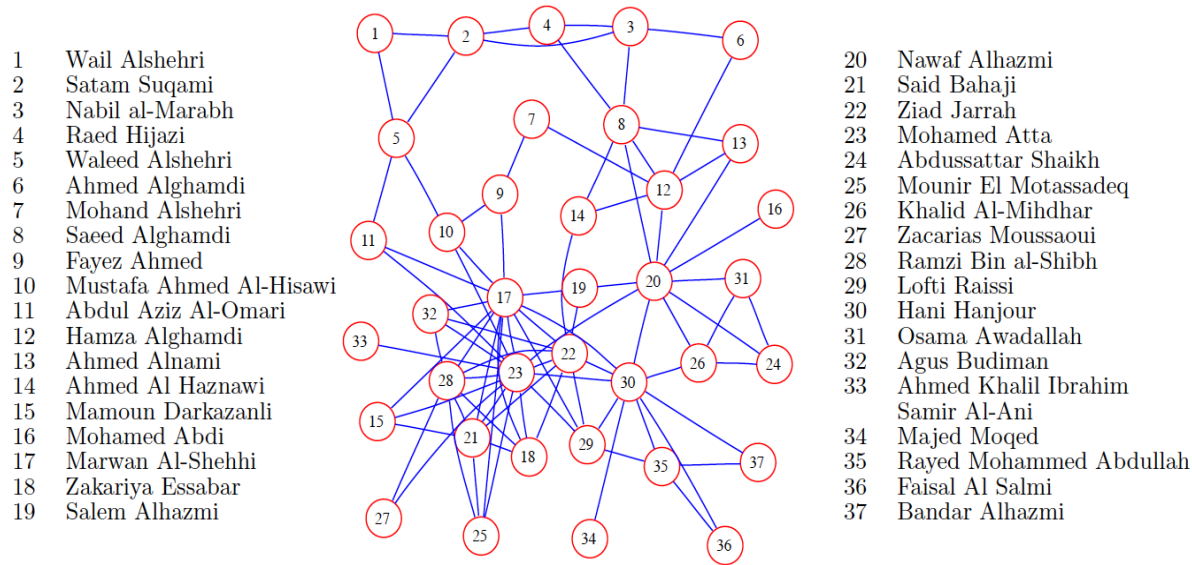 1 Wail Alshehri
2 Satam Suqami
3 Nabil al-Marabh
4 Raed Hijazi
5 Waleed Alshehri
6 Ahmed Alghamdi
7 Mohand Alshehri
8 Saeed Alghamdi
9 Fayez Ahmed
10 Mustafa Ahmed Al-Hisawi
11 Abdul Aziz Al-Omari
12 Hamza Alghamdi
13 Ahmed Alnami
14 Ahmed Al Haznawi
15 Mamoun Darkazanli
16 Mohamed Abdi
17 Marwan Al-Shehhi
18 Zakariya Essabar
19 Salem Alhazmi
1
2
4
3
6
5
7
8
13
12
9
14
16
10
11
17
19
20
31
32
33
22
23
28
30
26
24
15
21
18
29
35
37
27
25
34
36
20 Nawaf Alhazmi
21 Said Bahaji
22 Ziad Jarrah
23 Mohamed Atta
24 Abdussattar Shaikh
25 Mounir El Motassadeq
26 Khalid Al-Mihdhar
27 Zacarias Moussaoui
28 Ramzi Bin al-Shibh
29 Lofti Raissi
30 Hani Hanjour
31 Osama Awadallah
32 Agus Budiman
33 Ahmed Khalil Ibrahim
Samir Al-Ani
34 Majed Moqed
35 Rayed Mohammed Abdullah
36 Faisal Al Salmi
37 Bandar Alhazmi